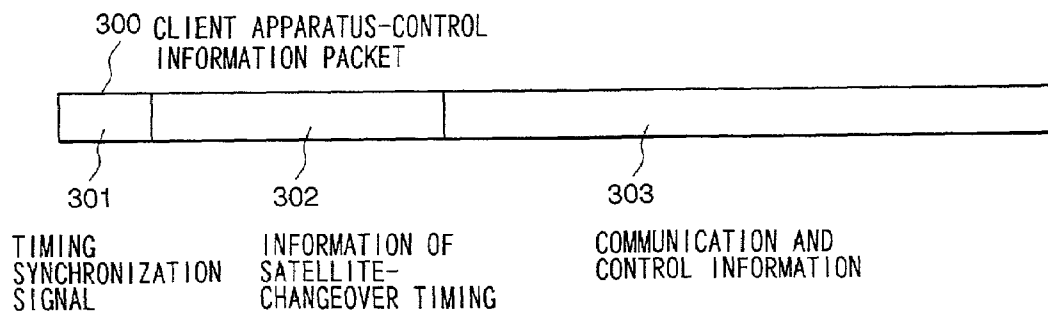 300 CLIENT APPARATUS-CONTROL
INFORMATION PACKET
301
302
303
TIMING
SYNCHRONIZATION
SIGNAL
INFORMATION OF
SATELLITE-
CHANGEOVER TIMING
COMMUNICATION AND
CONTROL INFORMATION